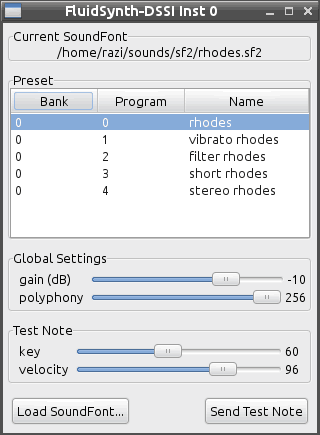 FluidSynth-DSSI Inst 0
Current SoundFont
/home/razi/sounds/sf2/rhodes.sf2
Preset
Bank Program Name
0 0 rhodes
0 1 vibrato rhodes
0 2 filter rhodes
0 3 short rhodes
0 4 stereo rhodes
Global Settings
gain (dB) -10
polyphony 256
Test Note
key 60
velocity 96
Load SoundFont... Send Test Note